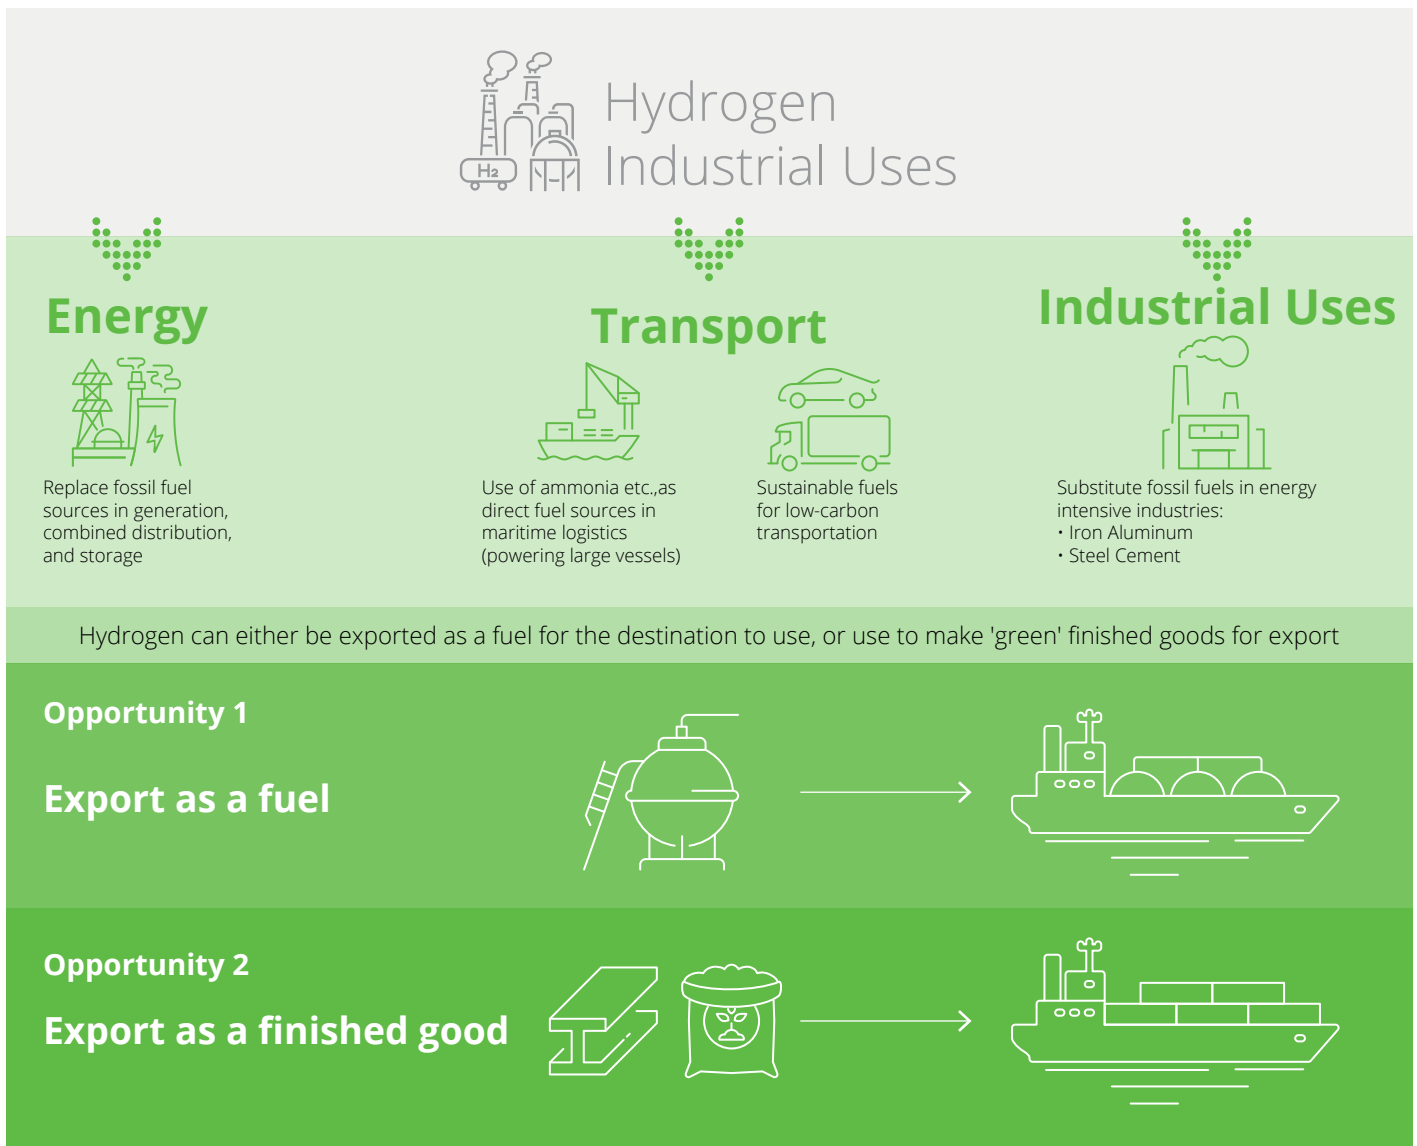 Hydrogen
Industrial Uses
H2
Energy
Replace fossil fuel
sources in generation,
combined distribution,
and storage
Transport
Use of ammonia etc.,as
direct fuel sources in
maritime logistics
(powering large vessels)
Sustainable fuels
for low-carbon
transportation
Industrial Uses
Substitute fossil fuels in energy
intensive industries:
• Iron Aluminum
• Steel Cement
Hydrogen can either be exported as a fuel for the destination to use, or use to make 'green' finished goods for export
Opportunity 1
Export as a fuel
Opportunity 2
Export as a finished good